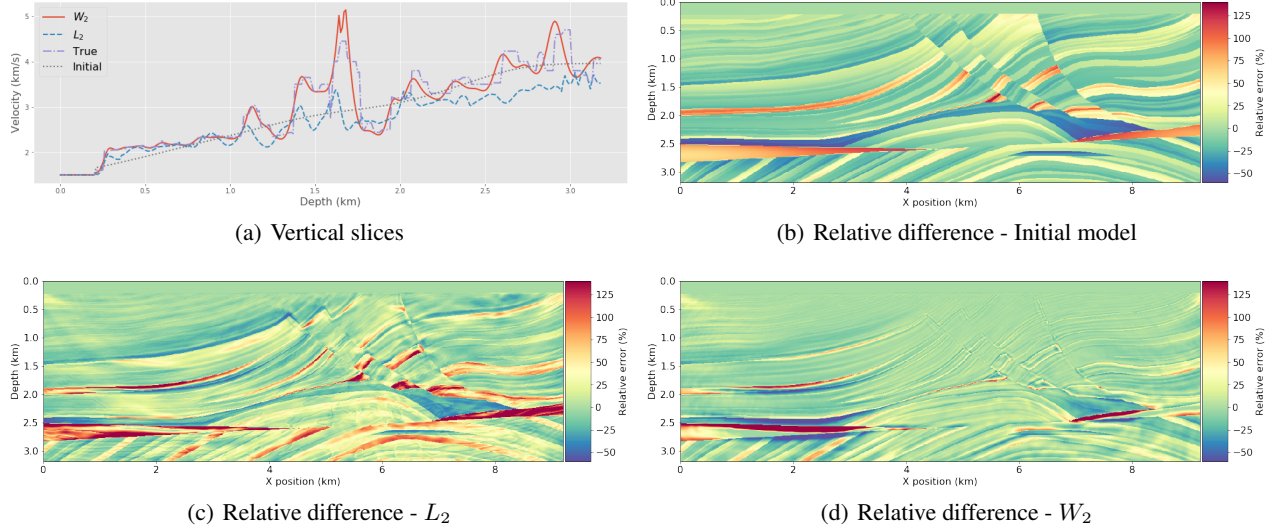 W₂
L₂
True
Initial
Velocity (km/s)
5
4
3
2
0.0 0.5 1.0 1.5 2.0 2.5 3.0
Depth (km)
(a) Vertical slices
Depth (km)
0.0
0.5
1.0
1.5
2.0
2.5
3.0
0 2 4 6 8
X position (km)
125
100
75
50
25
0
−25
−50
Relative error (%)
(b) Relative difference - Initial model
Depth (km)
0.0
0.5
1.0
1.5
2.0
2.5
3.0
0 2 4 6 8
X position (km)
125
100
75
50
25
0
−25
−50
Relative error (%)
(c) Relative difference - L₂
Depth (km)
0.0
0.5
1.0
1.5
2.0
2.5
3.0
0 2 4 6 8
X position (km)
125
100
75
50
25
0
−25
−50
Relative error (%)
(d) Relative difference - W₂